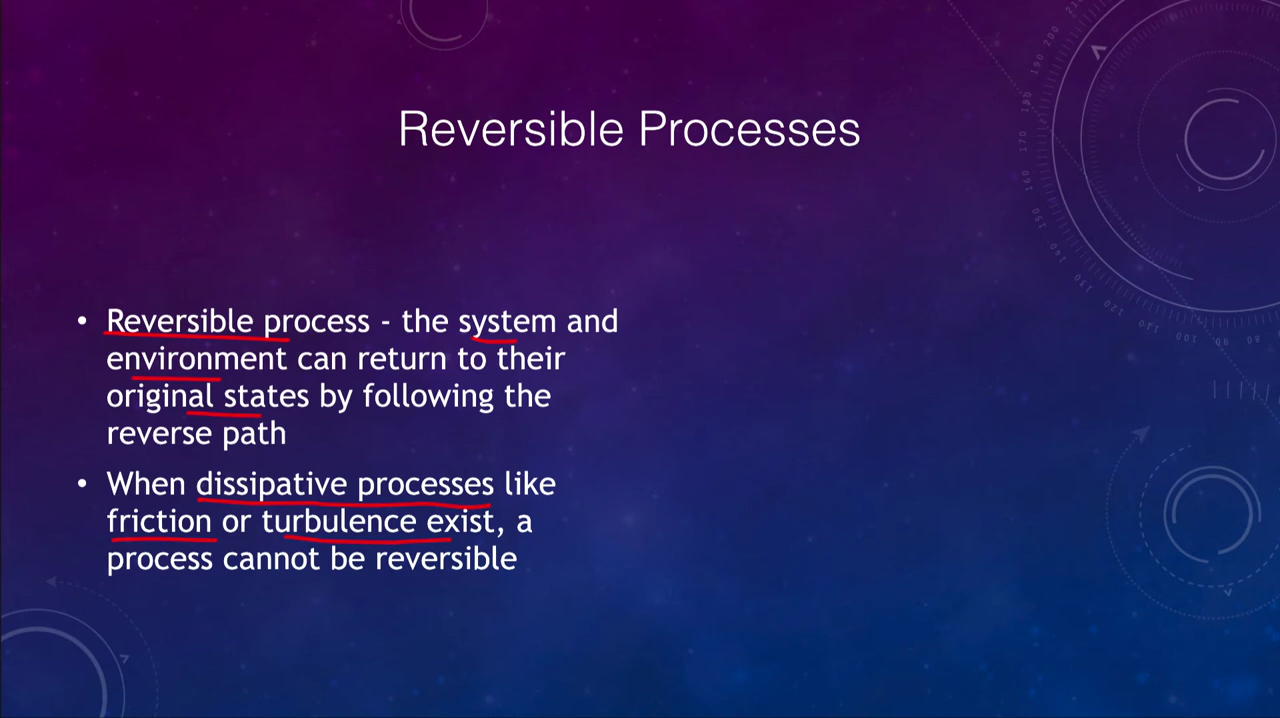 Reversible Processes
• Reversible process - the system and
environment can return to their
original states by following the
reverse path
• When dissipative processes like
friction or turbulence exist, a
process cannot be reversible